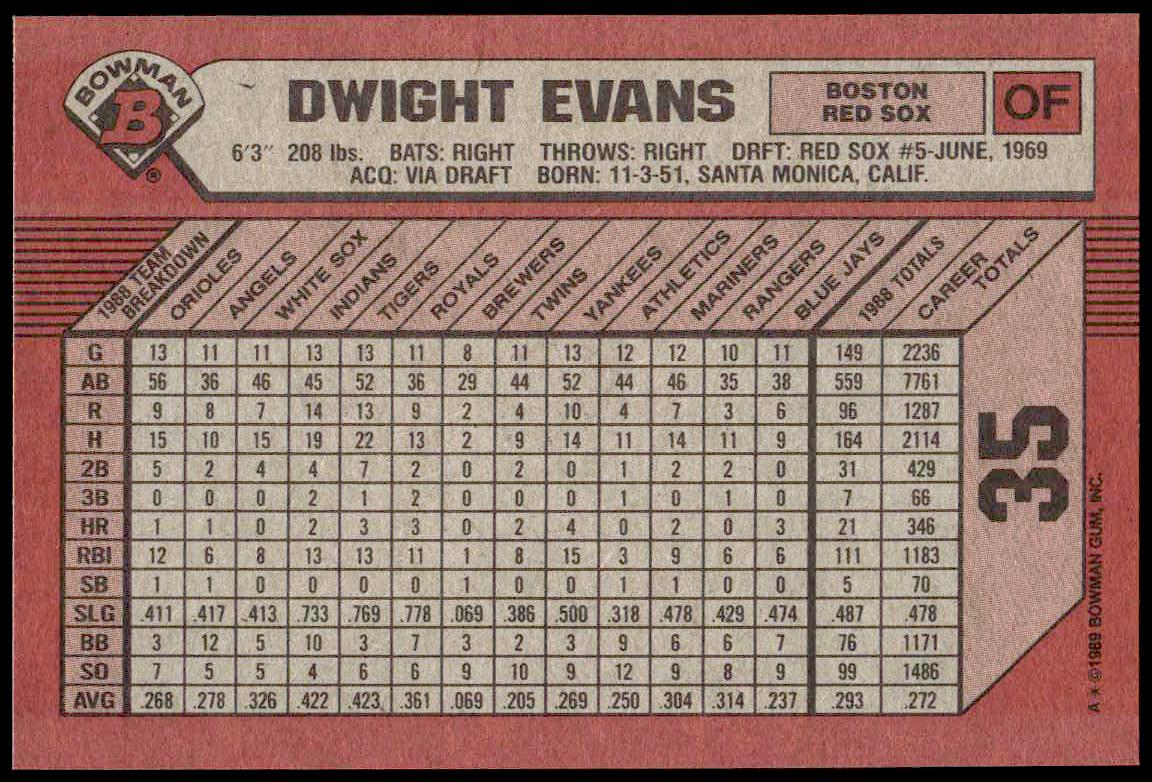 BOWMAN
B
®
DWIGHT EVANS
BOSTON
RED SOX
OF
6'3" 208 lbs. BATS: RIGHT THROWS: RIGHT DRFT: RED SOX #5-JUNE, 1969
ACQ: VIA DRAFT BORN: 11-3-51, SANTA MONICA, CALIF.
1988 TEAM BREAKDOWN ORIOLES ANGELS WHITE SOX INDIANS TIGERS ROYALS BREWERS TWINS YANKEES ATHLETICS MARINERS RANGERS BLUE JAYS 1988 TOTALS CAREER TOTALS
G 13 11 11 13 13 11 8 11 13 12 12 10 11 149 2236
AB 56 36 46 45 52 36 29 44 52 44 46 35 38 559 7761
R 9 8 7 14 13 9 2 4 10 4 7 3 6 96 1287
H 15 10 15 19 22 13 2 9 14 11 14 11 9 164 2114
2B 5 2 4 4 7 2 0 2 0 1 2 2 0 31 429
3B 0 0 0 2 1 2 0 0 0 1 0 1 0 7 66
HR 1 1 0 2 3 3 0 2 4 0 2 0 3 21 346
RBI 12 6 8 13 13 11 1 8 15 3 9 6 6 111 1183
SB 1 1 0 0 0 0 1 0 0 1 1 0 0 5 70
SLG .411 .417 .413 .733 .769 .778 .069 .386 .500 .318 .478 .429 .474 .487 .478
BB 3 12 5 10 3 7 3 2 3 9 6 6 7 76 1171
SO 7 5 5 4 6 6 9 10 9 12 9 8 9 99 1486
AVG .268 .278 .326 .422 .423 .361 .069 .205 .269 .250 .304 .314 .237 .293 .272
35
A * ©1989 BOWMAN GUM, INC.